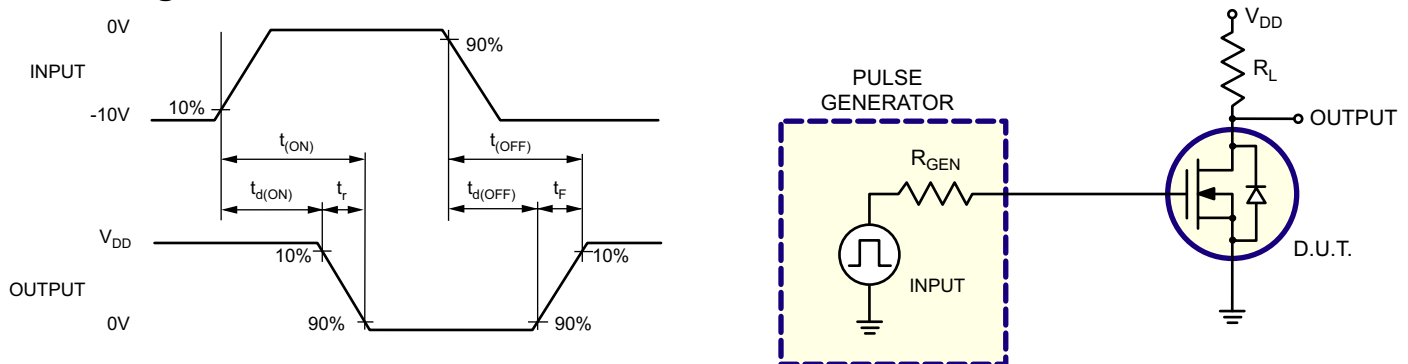 0V
INPUT
-10V
10%
90%
t(ON)
t(OFF)
td(ON)
tr
td(OFF)
tF
VDD
OUTPUT
0V
10%
90%
10%
90%
PULSE
GENERATOR
RGEN
INPUT
VDD
RL
OUTPUT
D.U.T.